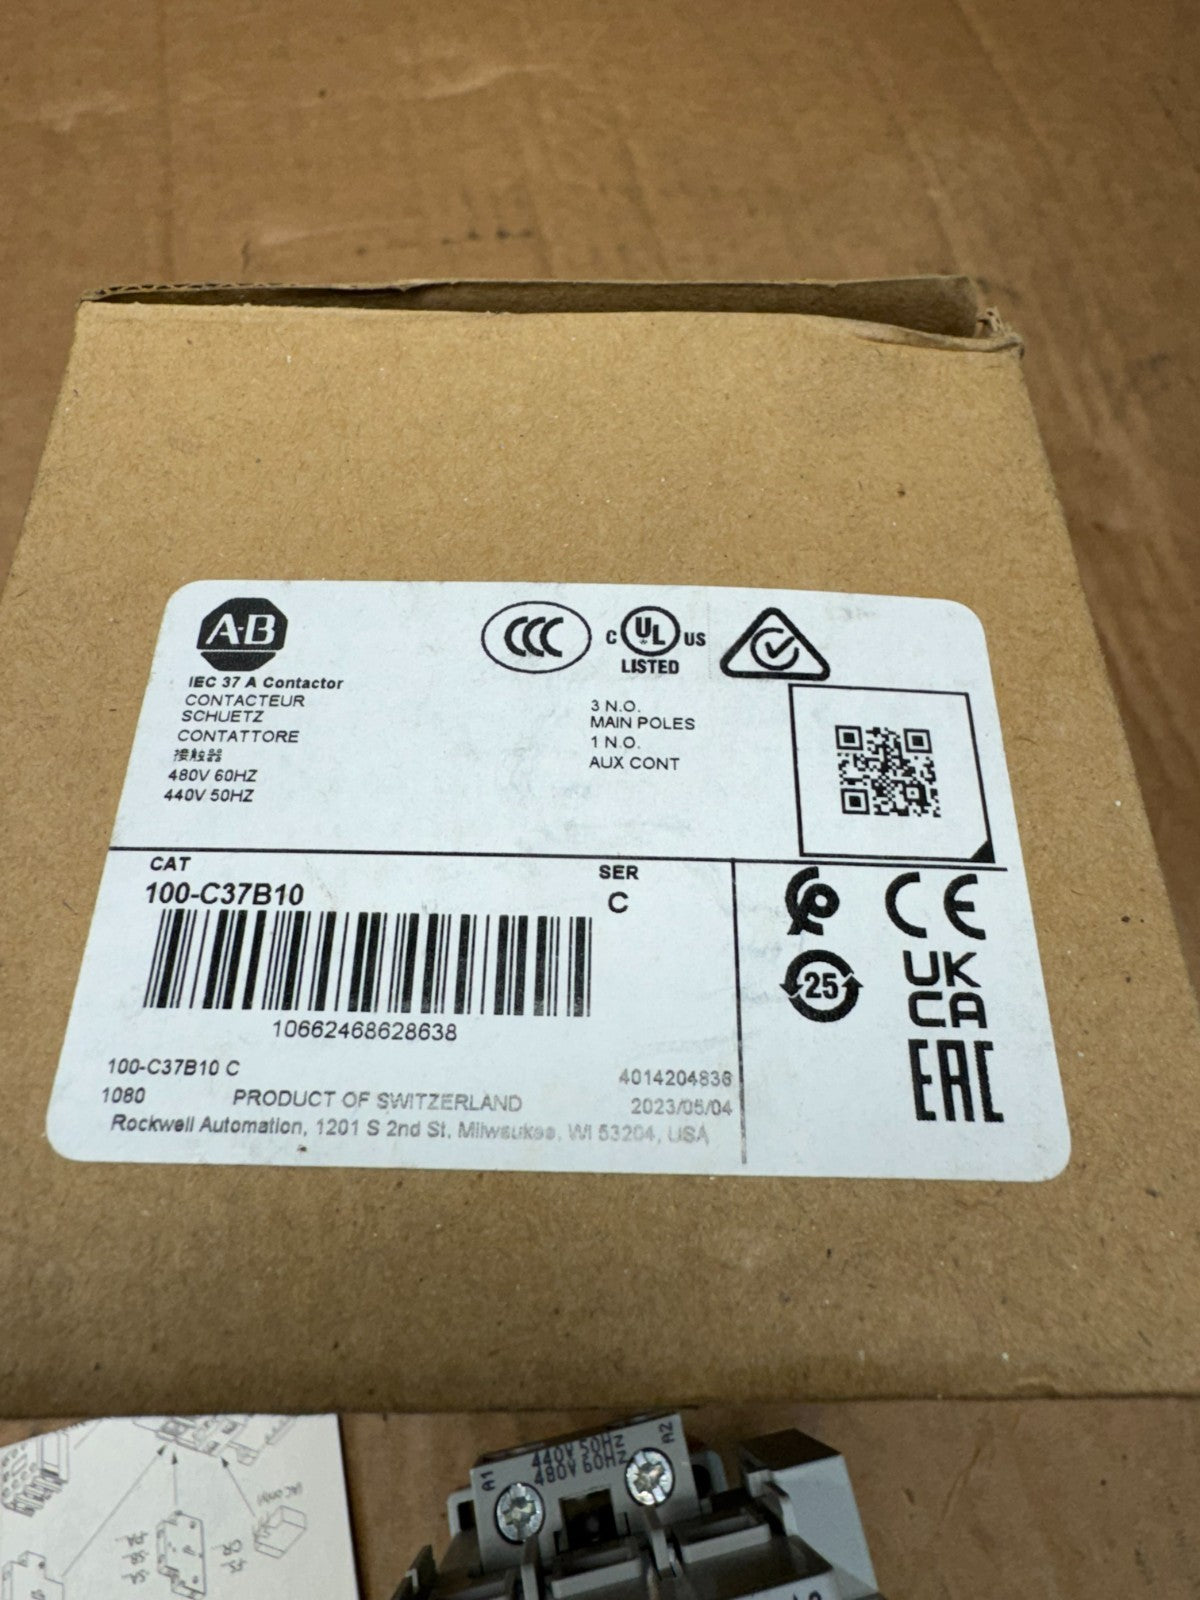 A-B
IEC 37 A Contactor
CONTACTEUR
SCHUETZ
CONTATTORE
接触器
480V 60HZ
440V 50HZ
CCC
C UL US
LISTED
3 N.O.
MAIN POLES
1 N.O.
AUX CONT
CAT
100-C37B10
SER
C
10662468628638
100-C37B10 C
1080 PRODUCT OF SWITZERLAND
4014204836
2023/05/04
Rockwell Automation, 1201 S 2nd St. Milwaukee, WI 53204, USA
CE
25
UK
CA
EAC
A1
440V 50Hz
480V 60Hz
A2